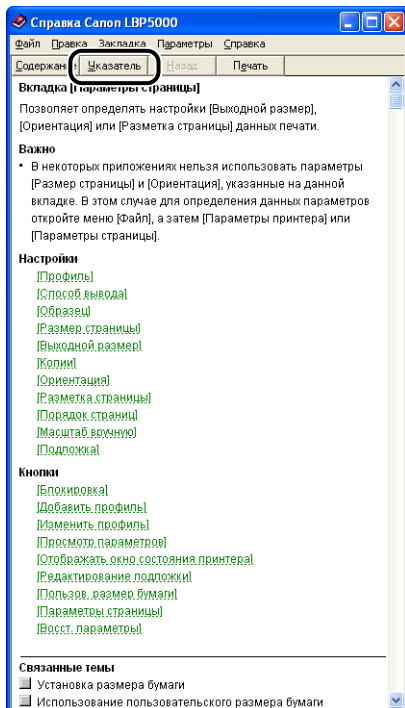 Справка Canon LBP5000
Файл Правка Закладка Параметры Справка
Содержание Указатель Назад Печать
Вкладка [Параметры страницы]
Позволяет определять настройки [Выходной размер],
[Ориентация] или [Разметка страницы] данных печати.
Важно
• В некоторых приложениях нельзя использовать параметры
[Размер страницы] и [Ориентация], указанные на данной
вкладке. В этом случае для определения данных параметров
откройте меню [Файл], а затем [Параметры принтера] или
[Параметры страницы].
Настройки
[Профиль]
[Способ вывода]
[Образец]
[Размер страницы]
[Выходной размер]
[Копии]
[Ориентация]
[Разметка страницы]
[Порядок страниц]
[Масштаб вручную]
[Подложка]
Кнопки
[Блокировка]
[Добавить профиль]
[Изменить профиль]
[Просмотр параметров]
[Отображать окно состояния принтера]
[Редактирование подложки]
[Пользов. размер бумаги]
[Параметры страницы]
[Восст. параметры]
Связанные темы
Установка размера бумаги
Использование пользовательского размера бумаги